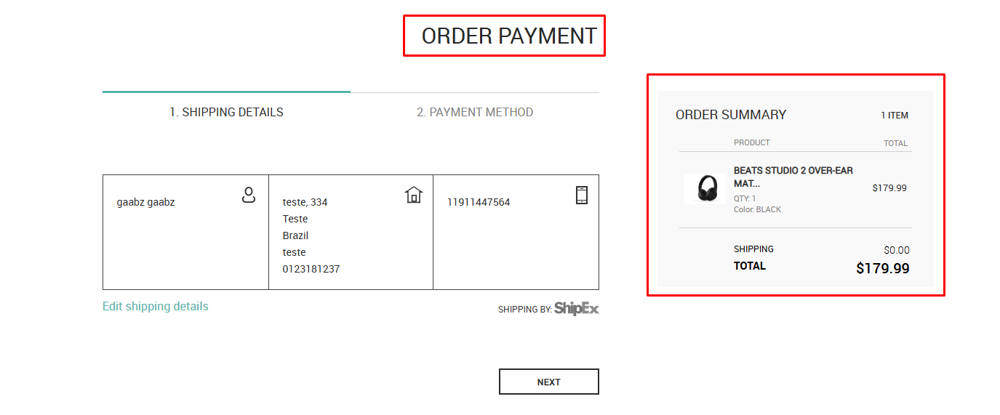 ORDER PAYMENT
1. SHIPPING DETAILS
2. PAYMENT METHOD
gaabz gaabz
teste, 334
Teste
Brazil
teste
0123181237
11911447564
Edit shipping details
SHIPPING BY: ShipEx
NEXT
ORDER SUMMARY
1 ITEM
PRODUCT
TOTAL
BEATS STUDIO 2 OVER-EAR
MAT...
$179.99
QTY: 1
Color: BLACK
SHIPPING
$0.00
TOTAL
$179.99